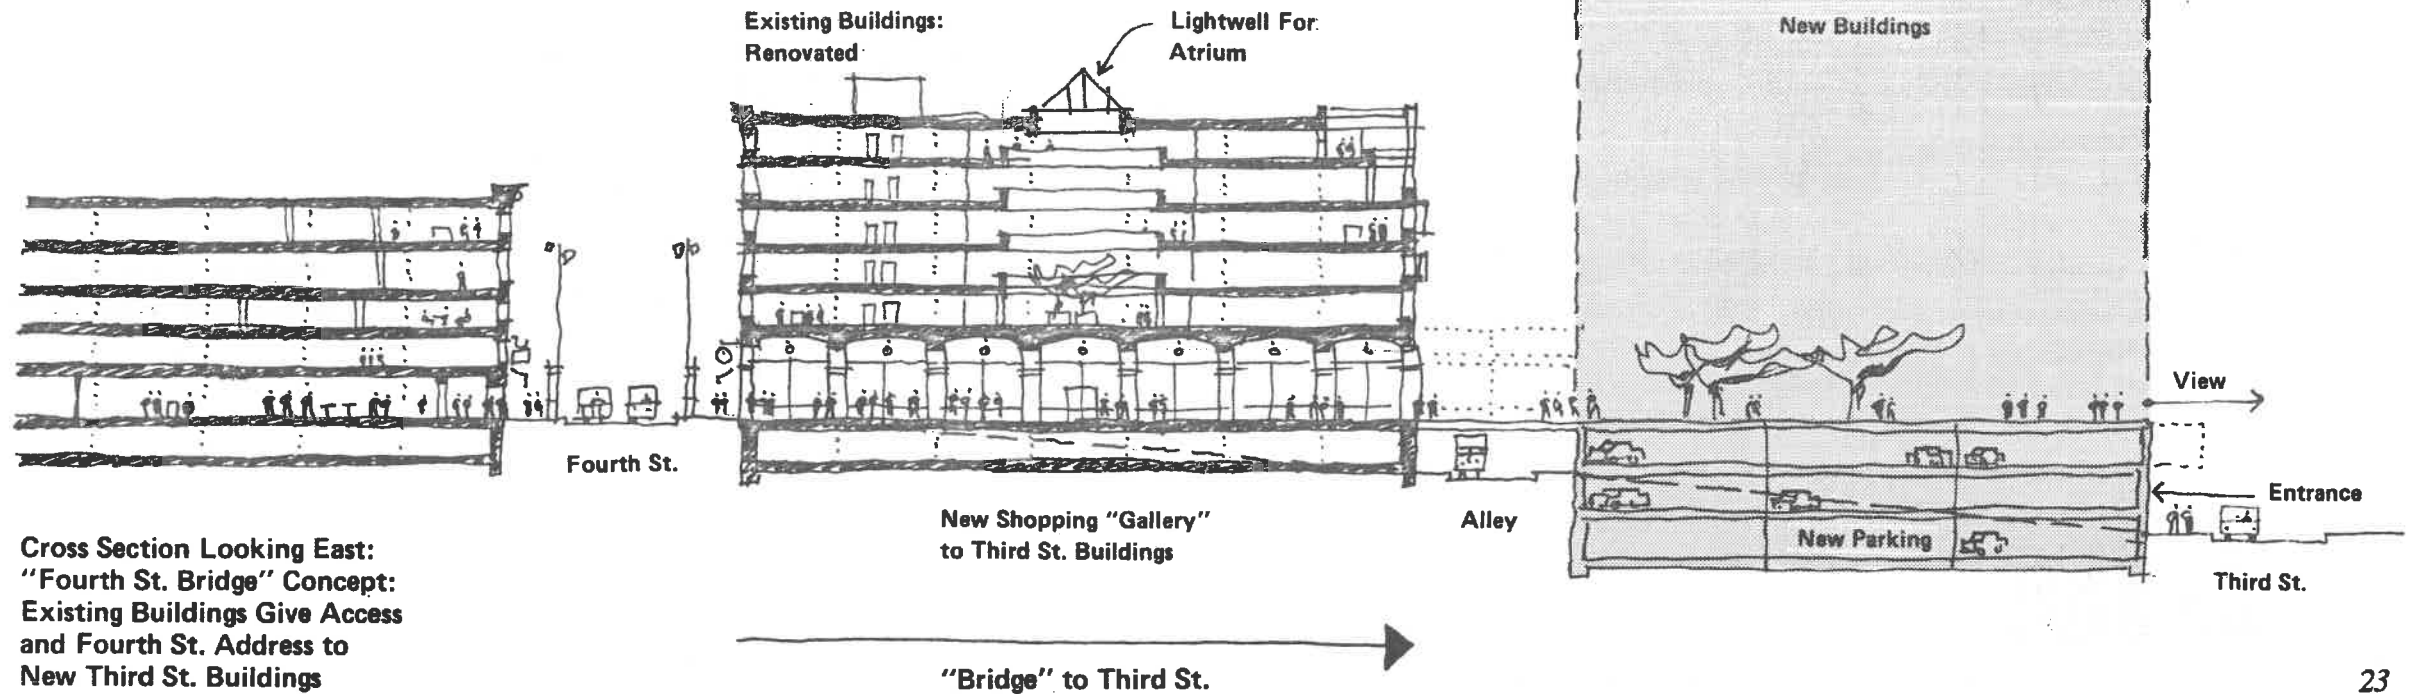 Existing Buildings:
Renovated
Lightwell For
Atrium
New Buildings
View
Fourth St.
New Shopping "Gallery"
to Third St. Buildings
Alley
Entrance
New Parking
Third St.
Cross Section Looking East:
"Fourth St. Bridge" Concept:
Existing Buildings Give Access
and Fourth St. Address to
New Third St. Buildings
"Bridge" to Third St.
23